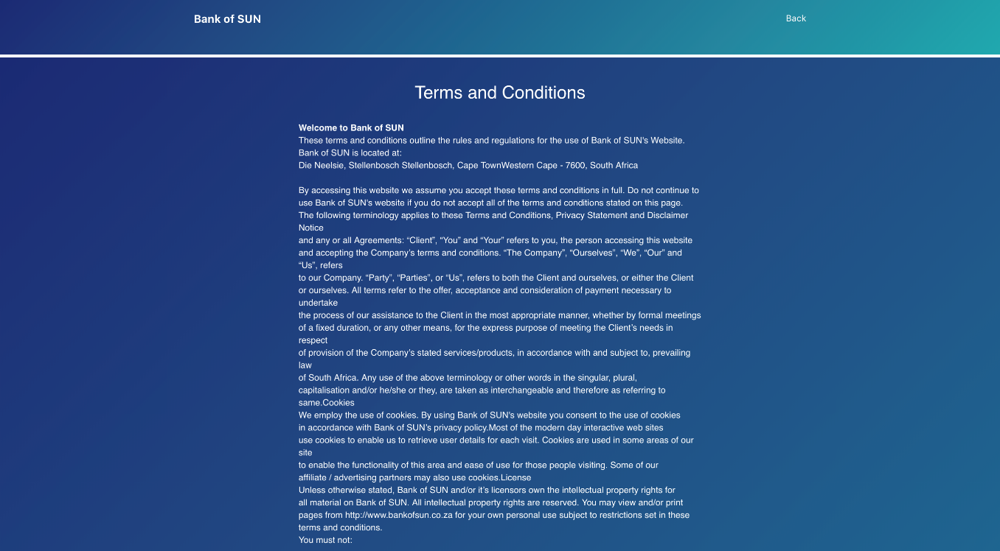 Bank of SUN
Back
Terms and Conditions
Welcome to Bank of SUN
These terms and conditions outline the rules and regulations for the use of Bank of SUN's Website.
Bank of SUN is located at:
Die Neelsie, Stellenbosch Stellenbosch, Cape TownWestern Cape - 7600, South Africa
By accessing this website we assume you accept these terms and conditions in full. Do not continue to
use Bank of SUN's website if you do not accept all of the terms and conditions stated on this page.
The following terminology applies to these Terms and Conditions, Privacy Statement and Disclaimer
Notice
and any or all Agreements: “Client”, “You” and “Your” refers to you, the person accessing this website
and accepting the Company's terms and conditions. “The Company”, “Ourselves”, “We”, “Our” and
“Us”, refers
to our Company. “Party”, “Parties”, or “Us”, refers to both the Client and ourselves, or either the Client
or ourselves. All terms refer to the offer, acceptance and consideration of payment necessary to
undertake
the process of our assistance to the Client in the most appropriate manner, whether by formal meetings
of a fixed duration, or any other means, for the express purpose of meeting the Client’s needs in
respect
of provision of the Company’s stated services/products, in accordance with and subject to, prevailing
law
of South Africa. Any use of the above terminology or other words in the singular, plural,
capitalisation and/or he/she or they, are taken as interchangeable and therefore as referring to
same.Cookies
We employ the use of cookies. By using Bank of SUN's website you consent to the use of cookies
in accordance with Bank of SUN’s privacy policy.Most of the modern day interactive web sites
use cookies to enable us to retrieve user details for each visit. Cookies are used in some areas of our
site
to enable the functionality of this area and ease of use for those people visiting. Some of our
affiliate / advertising partners may also use cookies.License
Unless otherwise stated, Bank of SUN and/or it’s licensors own the intellectual property rights for
all material on Bank of SUN. All intellectual property rights are reserved. You may view and/or print
pages from http://www.bankofsun.co.za for your own personal use subject to restrictions set in these
terms and conditions.
You must not: